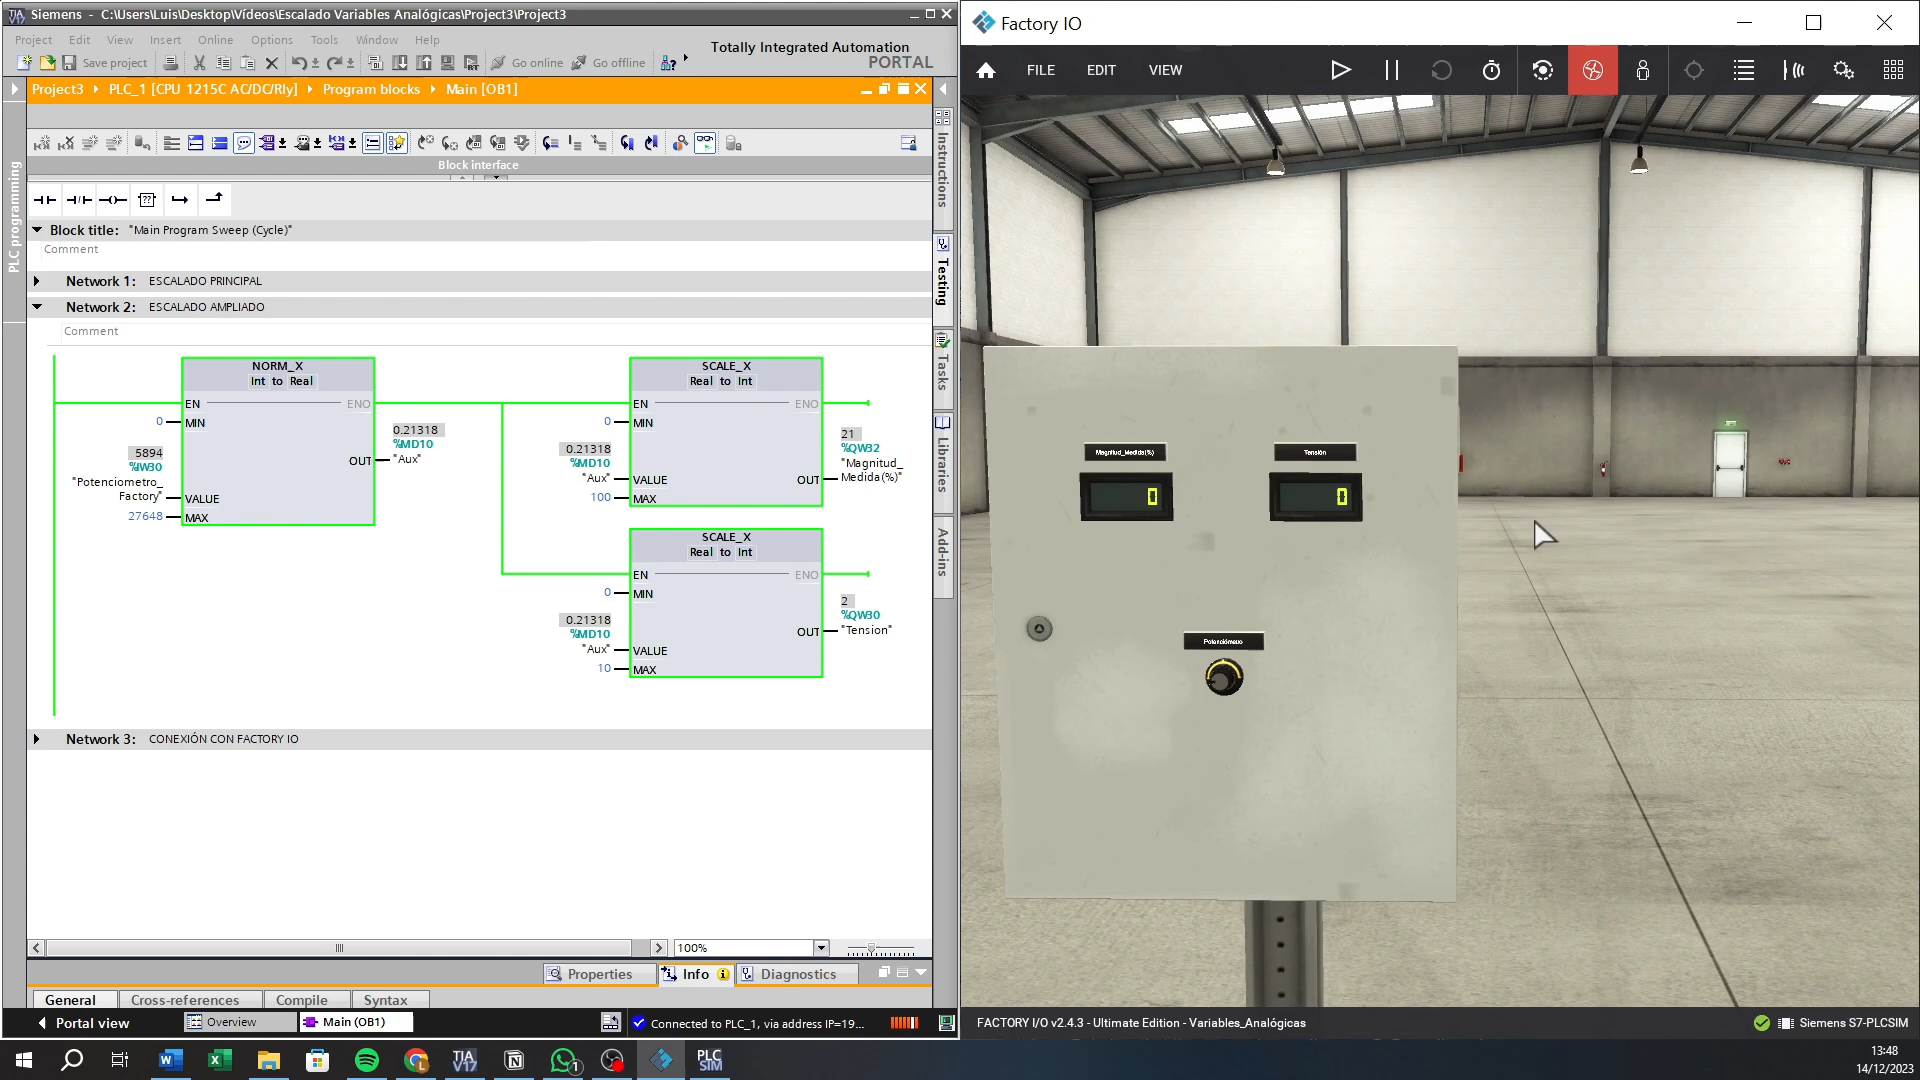 Siemens - C:\Users\Luis\Desktop\Vídeos\Escalado Variables Analógicas\Project3\Project3
Project Edit View Insert Online Options Tools Window Help
Totally Integrated Automation
PORTAL
Save project
Go online
Go offline
Project3 PLC_1 [CPU 1215C AC/DC/Rly] Program blocks Main [OB1]
Block interface
PLC programming
Block title: "Main Program Sweep (Cycle)"
Comment
Network 1: ESCALADO PRINCIPAL
Network 2: ESCALADO AMPLIADO
Comment
NORM_X
Int to Real
EN ENO
0 MIN
5894
%IW30
"Potenciometro_
Factory" VALUE
27648 MAX
0.21318
%MD10
OUT "Aux"
SCALE_X
Real to Int
EN ENO
0 MIN
0.21318
%MD10
"Aux" VALUE
100 MAX
21
%QW32
"Magnitud_
OUT Medida(%)"
SCALE_X
Real to Int
EN ENO
0 MIN
0.21318
%MD10
"Aux" VALUE
10 MAX
2
%QW30
OUT "Tension"
Network 3: CONEXIÓN CON FACTORY IO
100%
Properties Info Diagnostics
General Cross-references Compile Syntax
Portal view Overview Main (OB1) Connected to PLC_1, via address IP=19...
Instructions
Testing
Tasks
Libraries
Add-ins
Factory IO
FILE EDIT VIEW
Magnitud_Medida(%)
Tensión
0
0
Potenciómetro
FACTORY I/O v2.4.3 - Ultimate Edition - Variables_Analógicas
Siemens S7-PLCSIM
TIA
V17
PLC
SIM
1
13:48
14/12/2023